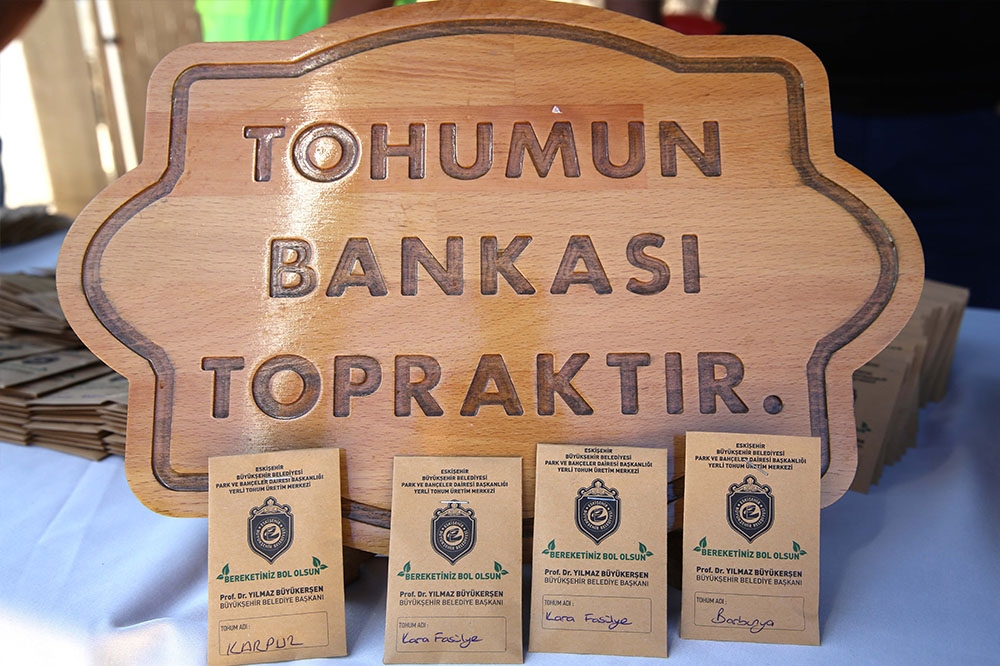 TOHUMUN
BANKASI
TOPRAKTIR.
ESKİŞEHİR
BÜYÜKŞEHİR BELEDİYESİ
PARK VE BAHÇELER DAİRESİ BAŞKANLIĞI
YERLİ TOHUM ÜRETİM MERKEZİ
BEREKETİNİZ BOL OLSUN
Prof. Dr. YILMAZ BÜYÜKERŞEN
BÜYÜKŞEHİR BELEDİYE BAŞKANI
TOHUM ADI :
KARPUZ
ESKİŞEHİR
BÜYÜKŞEHİR BELEDİYESİ
PARK VE BAHÇELER DAİRESİ BAŞKANLIĞI
YERLİ TOHUM ÜRETİM MERKEZİ
BEREKETİNİZ BOL OLSUN
Prof. Dr. YILMAZ BÜYÜKERŞEN
BÜYÜKŞEHİR BELEDİYE BAŞKANI
TOHUM ADI :
Kara Fasülye
ESKİŞEHİR
BÜYÜKŞEHİR BELEDİYESİ
PARK VE BAHÇELER DAİRESİ BAŞKANLIĞI
YERLİ TOHUM ÜRETİM MERKEZİ
BEREKETİNİZ BOL OLSUN
Prof. Dr. YILMAZ BÜYÜKERŞEN
BÜYÜKŞEHİR BELEDİYE BAŞKANI
TOHUM ADI :
Kara Fasülye
ESKİŞEHİR
BÜYÜKŞEHİR BELEDİYESİ
PARK VE BAHÇELER DAİRESİ BAŞKANLIĞI
YERLİ TOHUM ÜRETİM MERKEZİ
BEREKETİNİZ BOL OLSUN
Prof. Dr. YILMAZ BÜYÜKERŞEN
BÜYÜKŞEHİR BELEDİYE BAŞKANI
TOHUM ADI :
Barbunya